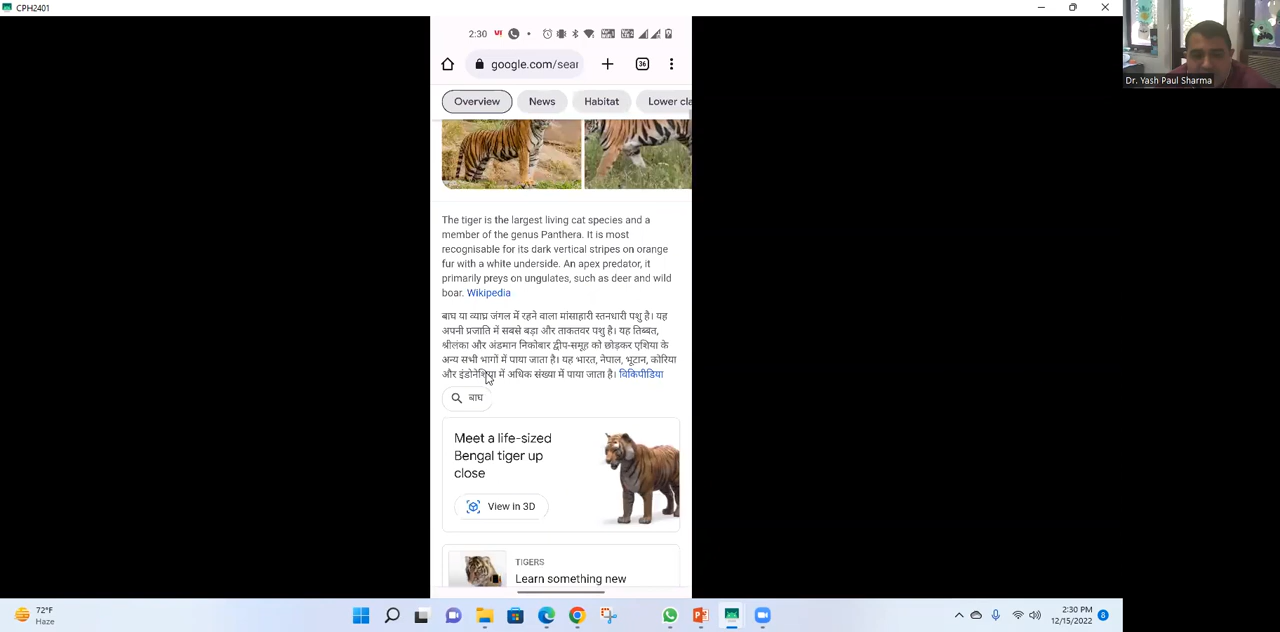 CPH2401
2:30
google.com/sear
36
Overview
News
Habitat
Lower cla
The tiger is the largest living cat species and a
member of the genus Panthera. It is most
recognisable for its dark vertical stripes on orange
fur with a white underside. An apex predator, it
primarily preys on ungulates, such as deer and wild
boar. Wikipedia
बाघ या व्याघ्र जंगल में रहने वाला मांसाहारी स्तनधारी पशु है। यह
अपनी प्रजाति में सबसे बड़ा और ताकतवर पशु है। यह तिब्बत,
श्रीलंका और अंडमान निकोबार द्वीप-समूह को छोड़कर एशिया के
अन्य सभी भागों में पाया जाता है। यह भारत, नेपाल, भूटान, कोरिया
और इंडोनेशिया में अधिक संख्या में पाया जाता है। विकिपीडिया
बाघ
Meet a life-sized
Bengal tiger up
close
View in 3D
TIGERS
Learn something new
Dr. Yash Paul Sharma
72°F
Haze
2:30 PM
12/15/2022
8